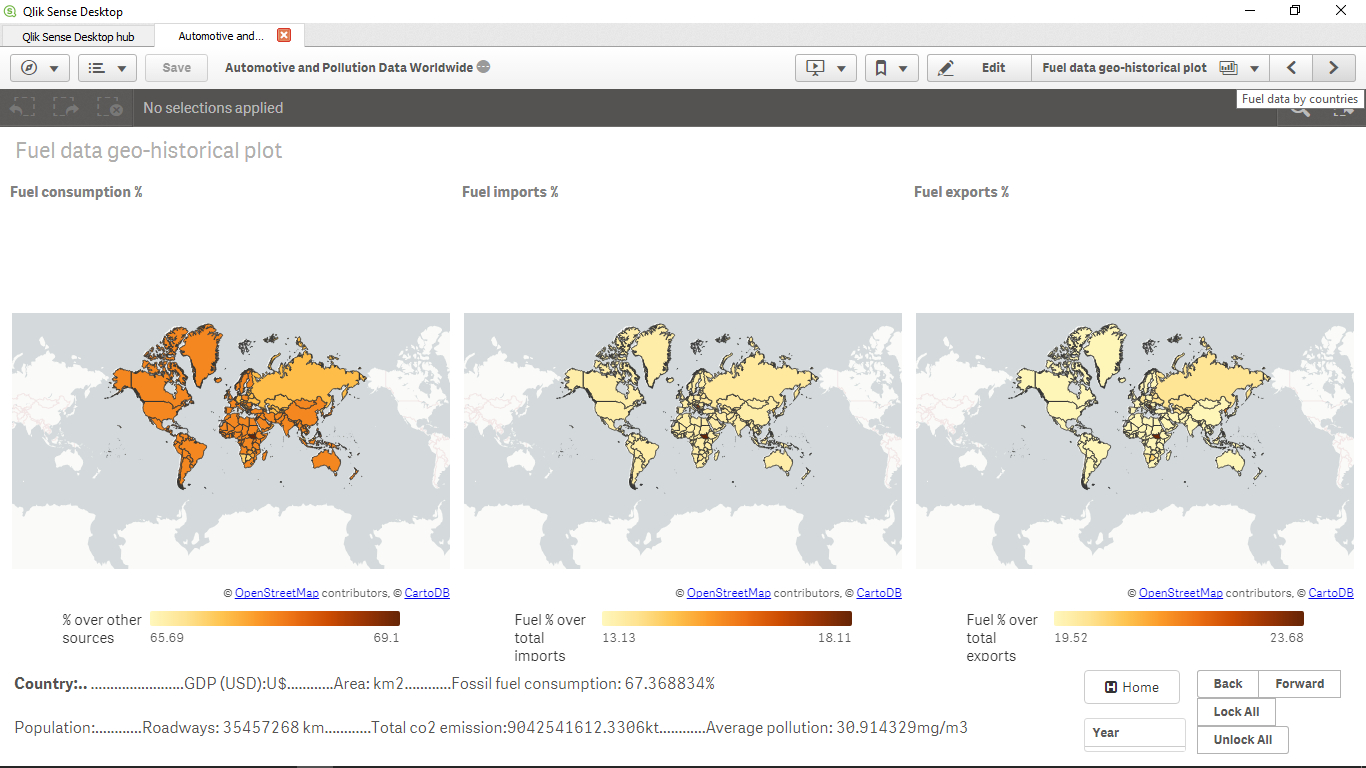 Qlik Sense Desktop
Qlik Sense Desktop hub
Automotive and...
Save
Automotive and Pollution Data Worldwide
Edit
Fuel data geo-historical plot
Fuel data by countries
No selections applied
Fuel data geo-historical plot
Fuel consumption %
Fuel imports %
Fuel exports %
© OpenStreetMap contributors, © CartoDB
© OpenStreetMap contributors, © CartoDB
© OpenStreetMap contributors, © CartoDB
% over other
sources
65.69
69.1
Fuel % over
total
imports
13.13
18.11
Fuel % over
total
exports
19.52
23.68
Country:.. ........................GDP (USD):U$............Area: km2............Fossil fuel consumption: 67.368834%
Population:............Roadways: 35457268 km............Total co2 emission:9042541612.3306kt............Average pollution: 30.914329mg/m3
H Home
Year
Back
Forward
Lock All
Unlock All